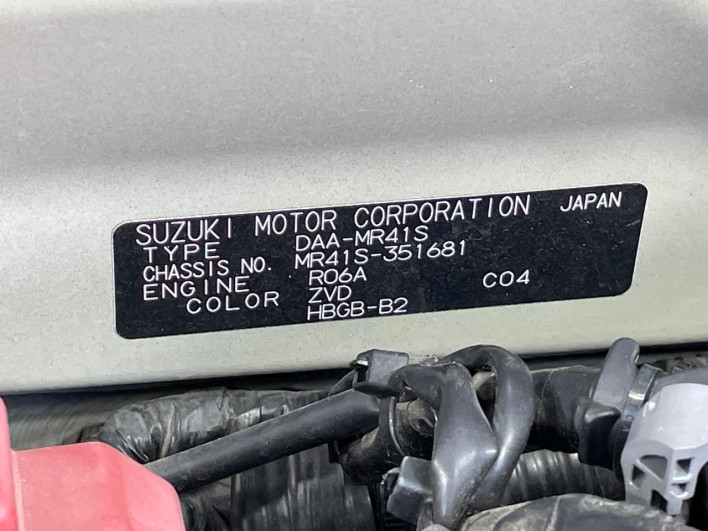 SUZUKI MOTOR CORPORATION JAPAN
TYPE DAA-MR41S
CHASSIS NO. MR41S-351681
ENGINE R06A C04
COLOR ZVD
HBGB-B2